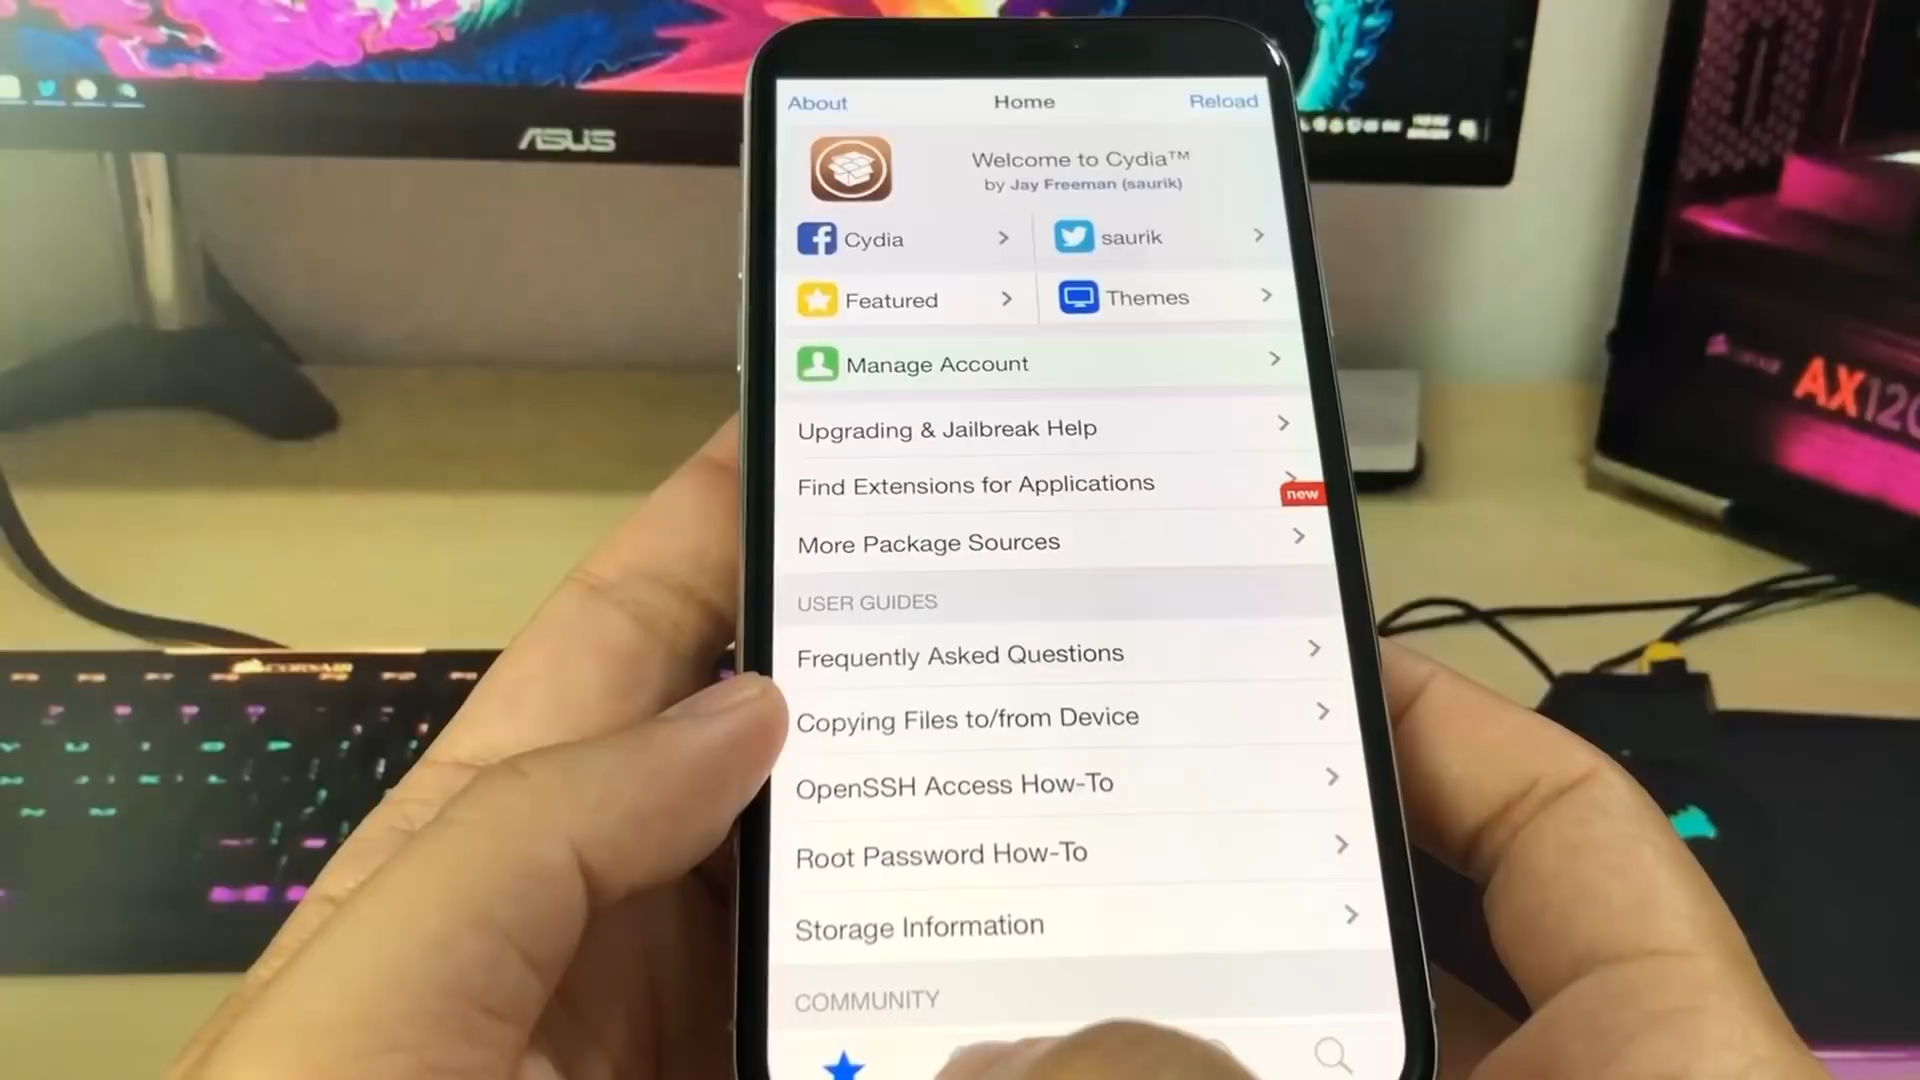 ASUS
About
Home
Reload
Welcome to Cydia™
by Jay Freeman (saurik)
Cydia
saurik
Featured
Themes
Manage Account
Upgrading & Jailbreak Help
Find Extensions for Applications
new
More Package Sources
USER GUIDES
Frequently Asked Questions
Copying Files to/from Device
OpenSSH Access How-To
Root Password How-To
Storage Information
COMMUNITY
CORSAIR
AX120